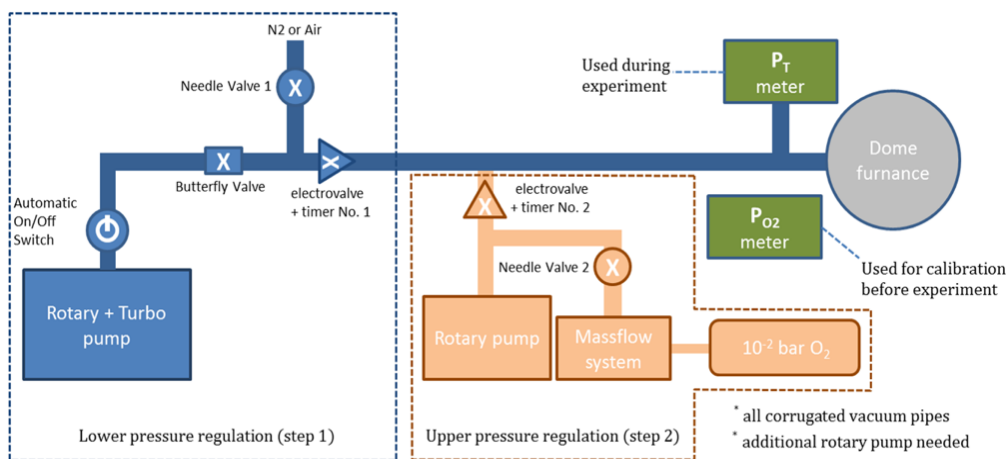 N2 or Air
Needle Valve 1
Butterfly Valve
electrovalve
+ timer No. 1
Automatic
On/Off
Switch
Rotary + Turbo
pump
Lower pressure regulation (step 1)
Used during
experiment
PT
meter
Dome
furnance
PO2
meter
Used for calibration
before experiment
electrovalve
+ timer No. 2
Needle Valve 2
Rotary pump
Massflow
system
10-2 bar O2
Upper pressure regulation (step 2)
* all corrugated vacuum pipes
* additional rotary pump needed
X
X
X
X
X